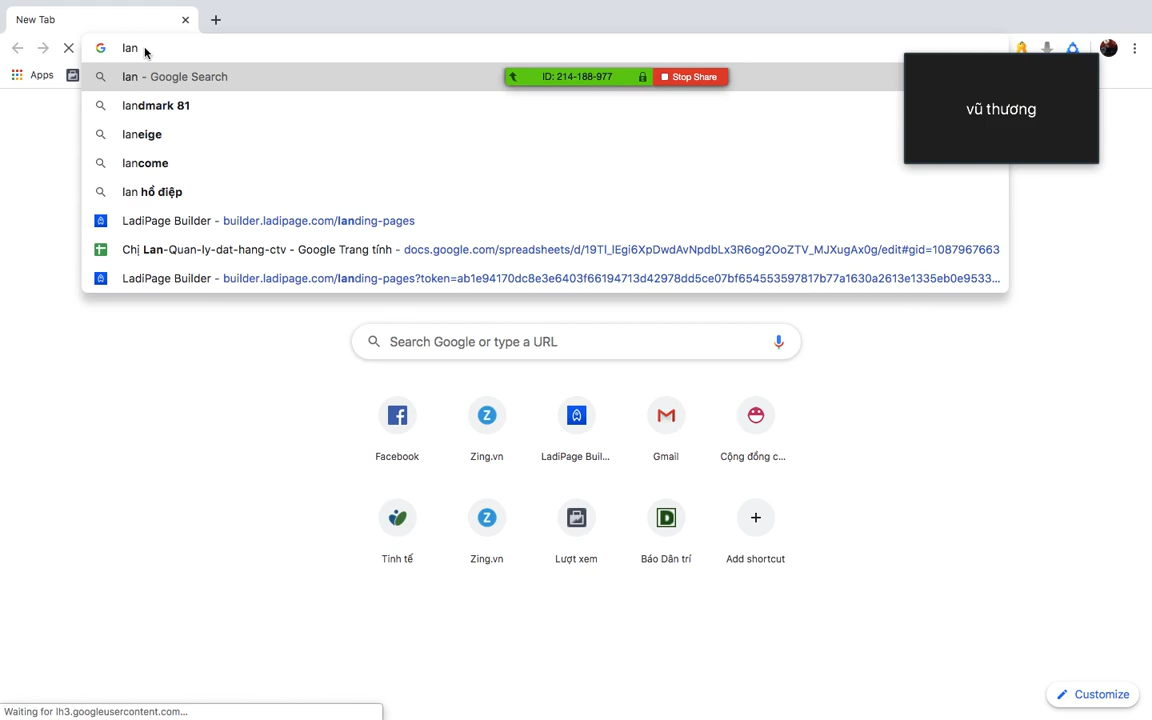 New Tab
lan
Apps
lan - Google Search
ID: 214-188-977
Stop Share
vũ thương
landmark 81
laneige
lancome
lan hồ điệp
LadiPage Builder - builder.ladipage.com/landing-pages
Chị Lan-Quan-ly-dat-hang-ctv - Google Trang tính - docs.google.com/spreadsheets/d/19Tl_lEgi6XpDwdAvNpdbLx3R6og2OoZTV_MJXugAx0g/edit#gid=1087967663
LadiPage Builder - builder.ladipage.com/landing-pages?token=ab1e94170dc8e3e6403f66194713d42978dd5ce07bf654553597817b77a1630a2613e1335eb0e9533...
Search Google or type a URL
Facebook
Zing.vn
LadiPage Buil...
Gmail
Cộng đồng c...
Tinh tế
Zing.vn
Lượt xem
Báo Dân trí
Add shortcut
Customize
Waiting for lh3.googleusercontent.com...